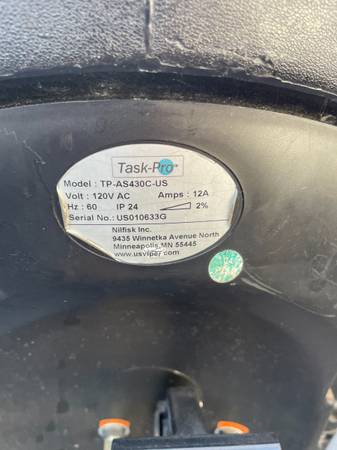 Task-Pro™
Model : TP-AS430C-US
Volt : 120V AC Amps : 12A
Hz : 60 IP 24 2%
Serial No.: US010633G
Nilfisk Inc.
9435 Winnetka Avenue North
Minneapolis,MN 55445
www.usviper.com